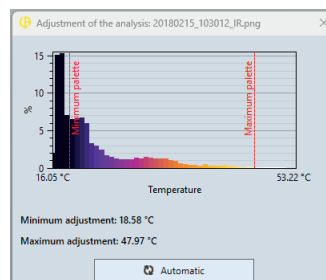 Adjustment of the analysis: 20180215_103012_IR.png
15
10
5
0
%
Minimum palette
Maximum palette
16.05 °C
53.22 °C
Temperature
Minimum adjustment: 18.58 °C
Maximum adjustment: 47.97 °C
Automatic